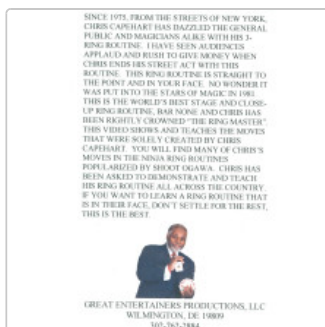 SINCE 1975, FROM THE STREETS OF NEW YORK,
CHRIS CAPEHART HAS DAZZLED THE GENERAL
PUBLIC AND MAGICIANS ALIKE WITH HIS 3-
RING ROUTINE. I HAVE SEEN AUDIENCES
APPLAUD AND RUSH TO GIVE MONEY WHEN
CHRIS ENDS HIS STREET ACT WITH THIS
ROUTINE. THIS RING ROUTINE IS STRAIGHT TO
THE POINT AND IN YOUR FACE. NO WONDER IT
WAS PUT INTO THE STARS OF MAGIC IN 1981.
THIS IS THE WORLD'S BEST STAGE AND CLOSE-
UP RING ROUTINE, BAR NONE AND CHRIS HAS
BEEN RIGHTLY CROWNED "THE RING MASTER".
THIS VIDEO SHOWS AND TEACHES THE MOVES
THAT WERE SOLELY CREATED BY CHRIS
CAPEHART. YOU WILL FIND MANY OF CHRIS'S
MOVES IN THE NINJA RING ROUTINES
POPULARIZED BY SHOOT OGAWA. CHRIS HAS
BEEN ASKED TO DEMONSTRATE AND TEACH
HIS RING ROUTINE ALL ACROSS THE COUNTRY.
IF YOU WANT TO LEARN A RING ROUTINE THAT
IS IN THEIR FACE, DON'T SETTLE FOR THE REST,
THIS IS THE BEST.
GREAT ENTERTAINERS PRODUCTIONS, LLC
WILMINGTON, DE 19809
302-762-2884